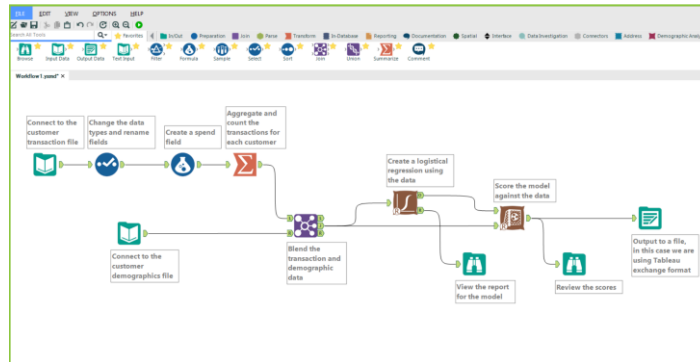 EDIT VIEW OPTIONS HELP
Search All Tools
Favorites In/Out Preparation Join Parse Transform In-Database Reporting Documentation Spatial Interface Data Investigation Connectors Address Demographic Analy
Browse Input Data Output Data Text Input Filter Formula Sample Select Sort Join Union Summarize Comment
Workflow1.yxmd* ×
Connect to the
customer
transaction file
Change the data
types and rename
fields
Create a spend
field
Aggregate and
count the
transactions for
each customer
Connect to the
customer
demographics file
Blend the
transaction and
demographic
data
Create a logistical
regression using
the data
View the report
for the model
Score the model
against the data
Review the scores
Output to a file,
in this case we are
using Tableau
exchange format